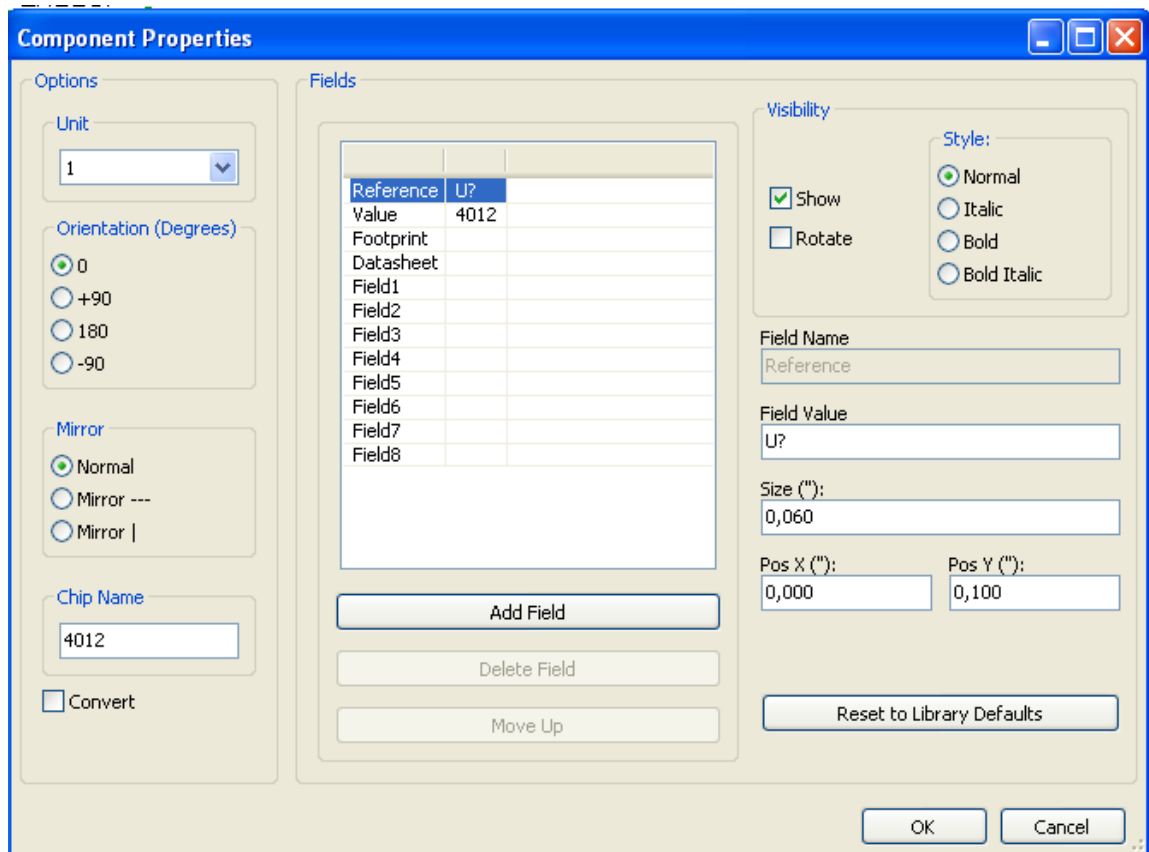 Component Properties
Options
Unit
1
Orientation (Degrees)
0
+90
180
-90
Mirror
Normal
Mirror ---
Mirror |
Chip Name
4012
Convert
Fields
Reference U?
Value 4012
Footprint
Datasheet
Field1
Field2
Field3
Field4
Field5
Field6
Field7
Field8
Add Field
Delete Field
Move Up
Visibility
Show
Rotate
Style:
Normal
Italic
Bold
Bold Italic
Field Name
Reference
Field Value
U?
Size ("):
0,060
Pos X ("): Pos Y ("):
0,000 0,100
Reset to Library Defaults
OK Cancel